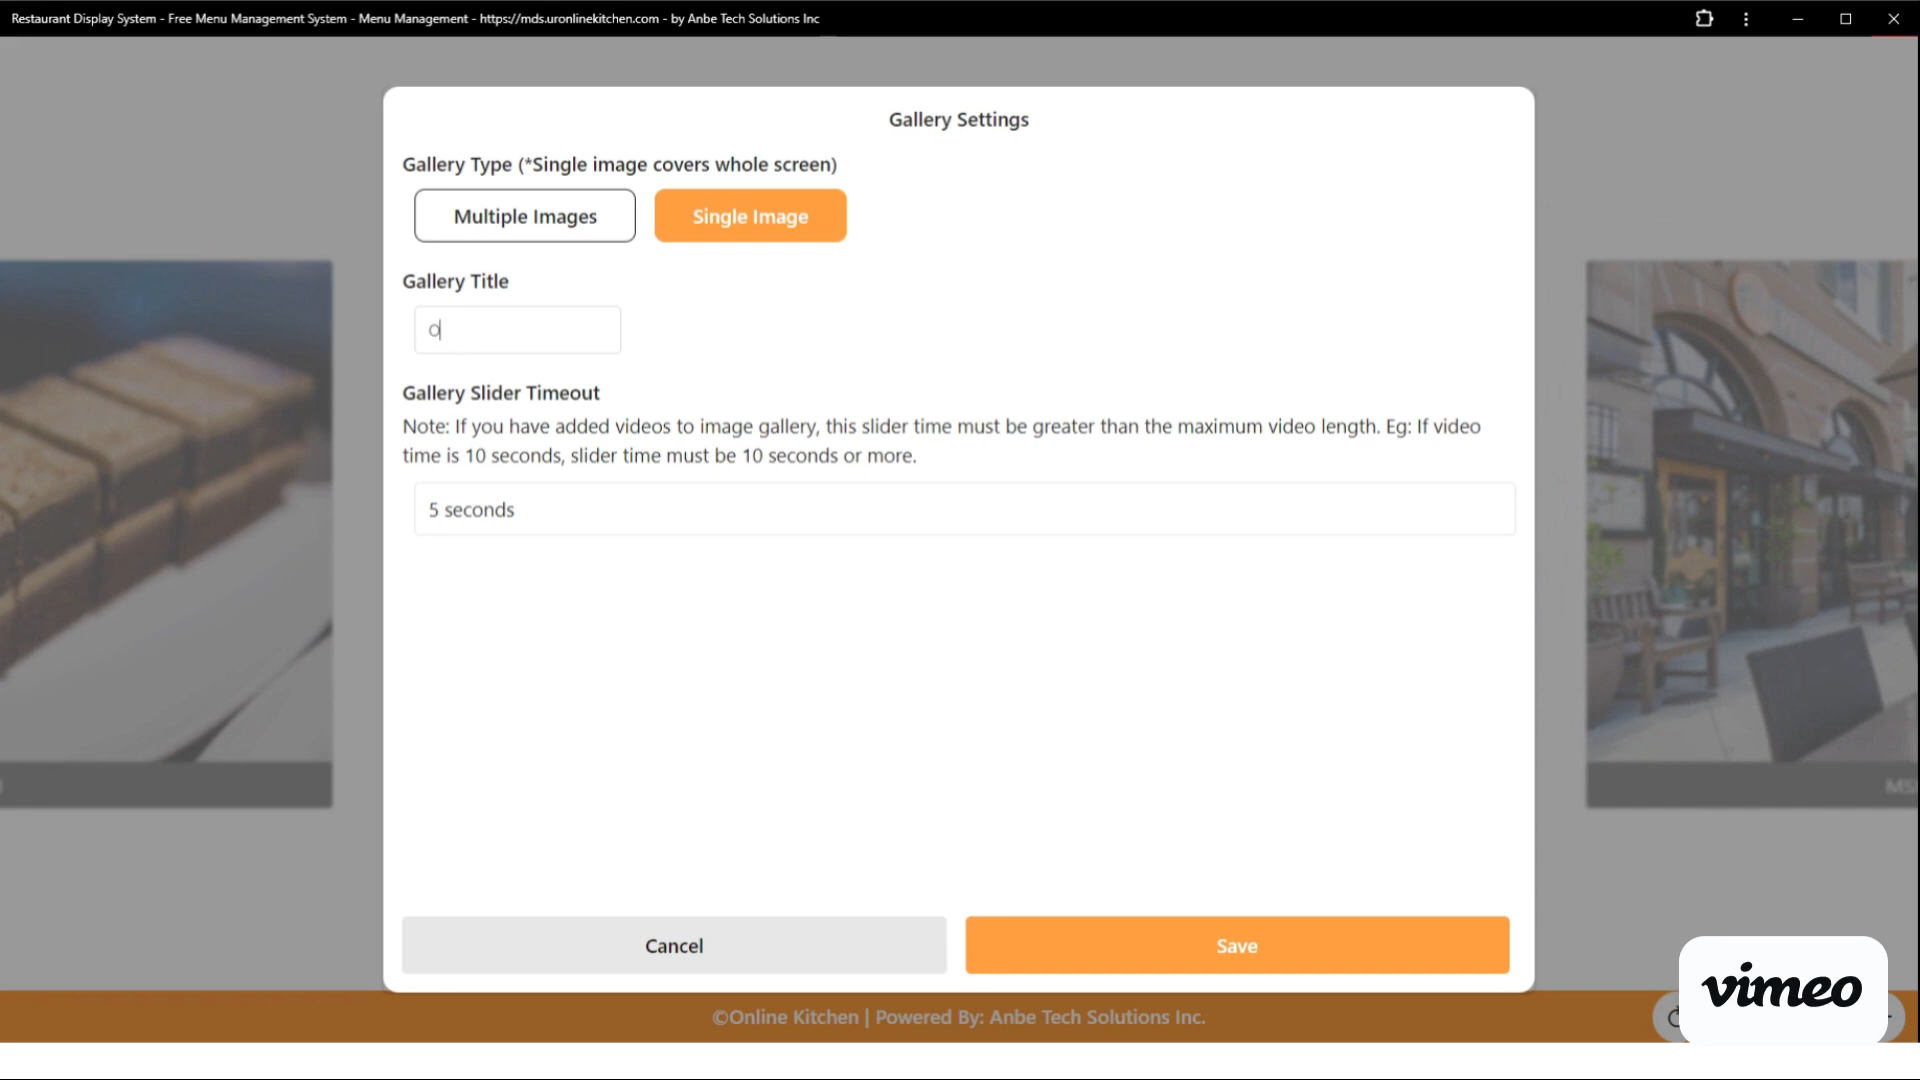 Restaurant Display System - Free Menu Management System - Menu Management - https://mds.uronlinekitchen.com - by Anbe Tech Solutions Inc
Gallery Settings
Gallery Type (*Single image covers whole screen)
Multiple Images
Single Image
Gallery Title
O
Gallery Slider Timeout
Note: If you have added videos to image gallery, this slider time must be greater than the maximum video length. Eg: If video
time is 10 seconds, slider time must be 10 seconds or more.
5 seconds
Cancel
Save
©Online Kitchen | Powered By: Anbe Tech Solutions Inc.
vimeo